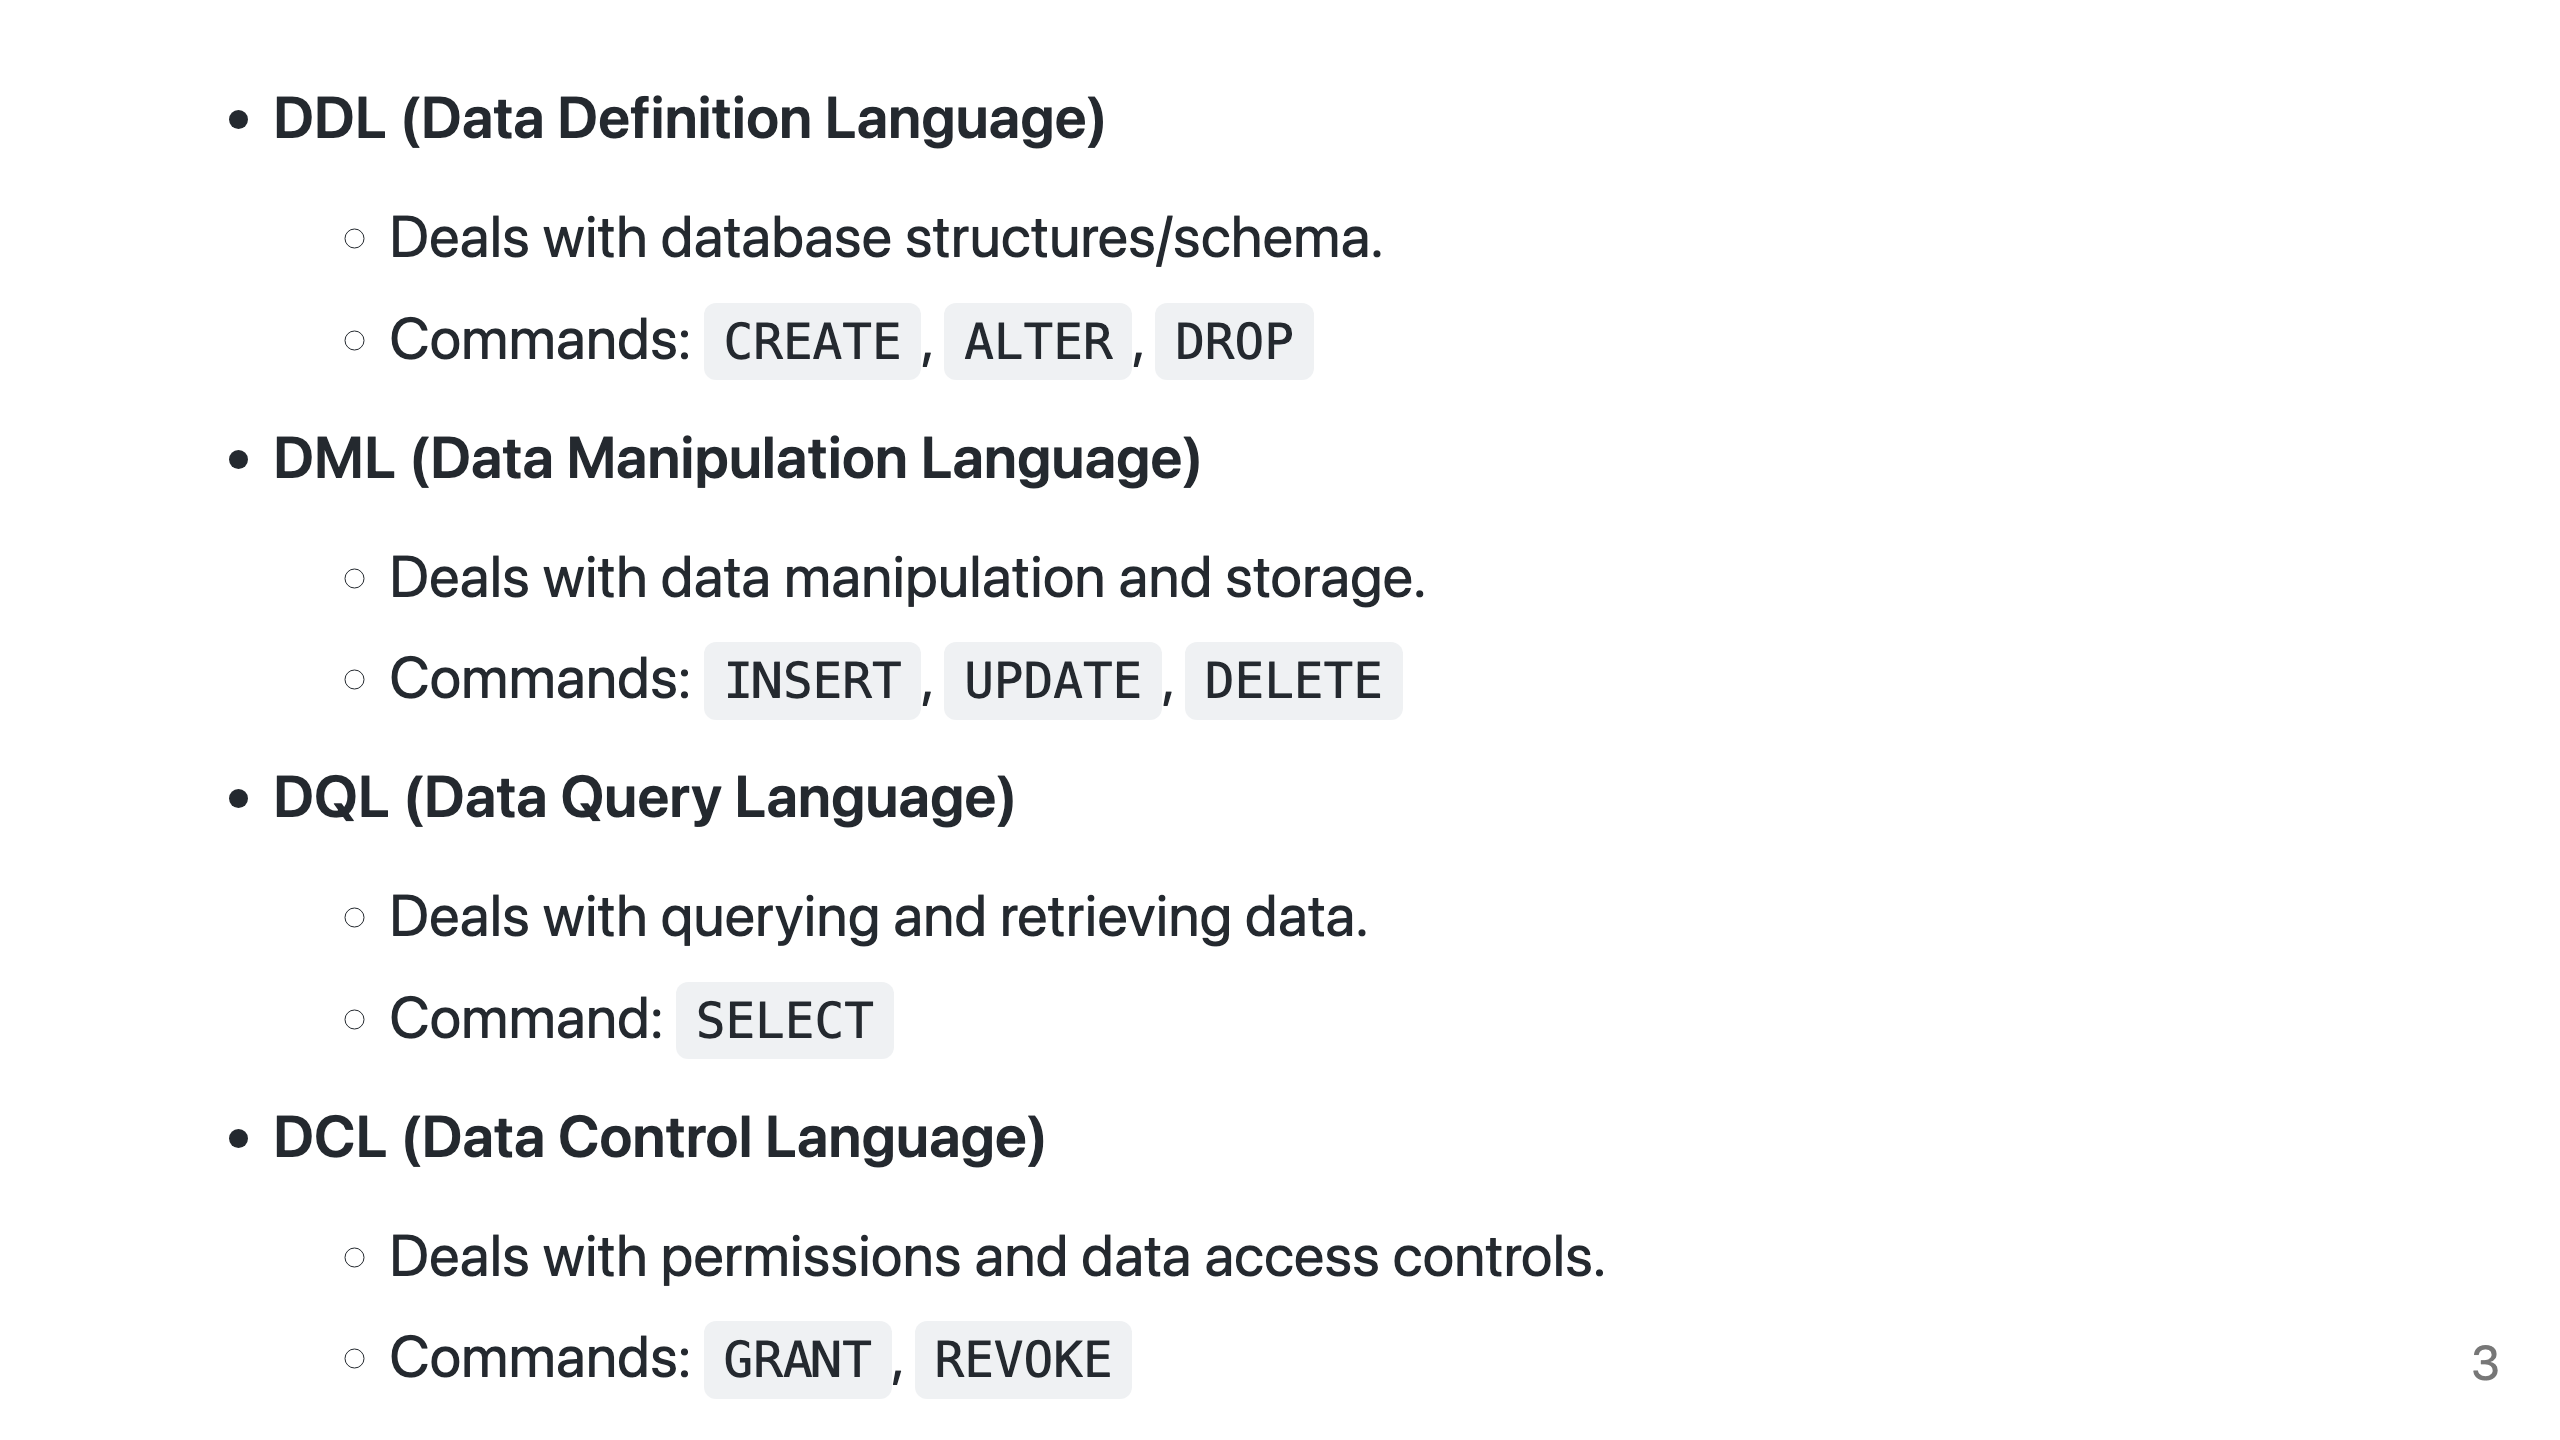 • DDL (Data Definition Language)
○ Deals with database structures/schema.
○ Commands: CREATE, ALTER, DROP
• DML (Data Manipulation Language)
○ Deals with data manipulation and storage.
○ Commands: INSERT, UPDATE, DELETE
• DQL (Data Query Language)
○ Deals with querying and retrieving data.
○ Command: SELECT
• DCL (Data Control Language)
○ Deals with permissions and data access controls.
○ Commands: GRANT, REVOKE
3